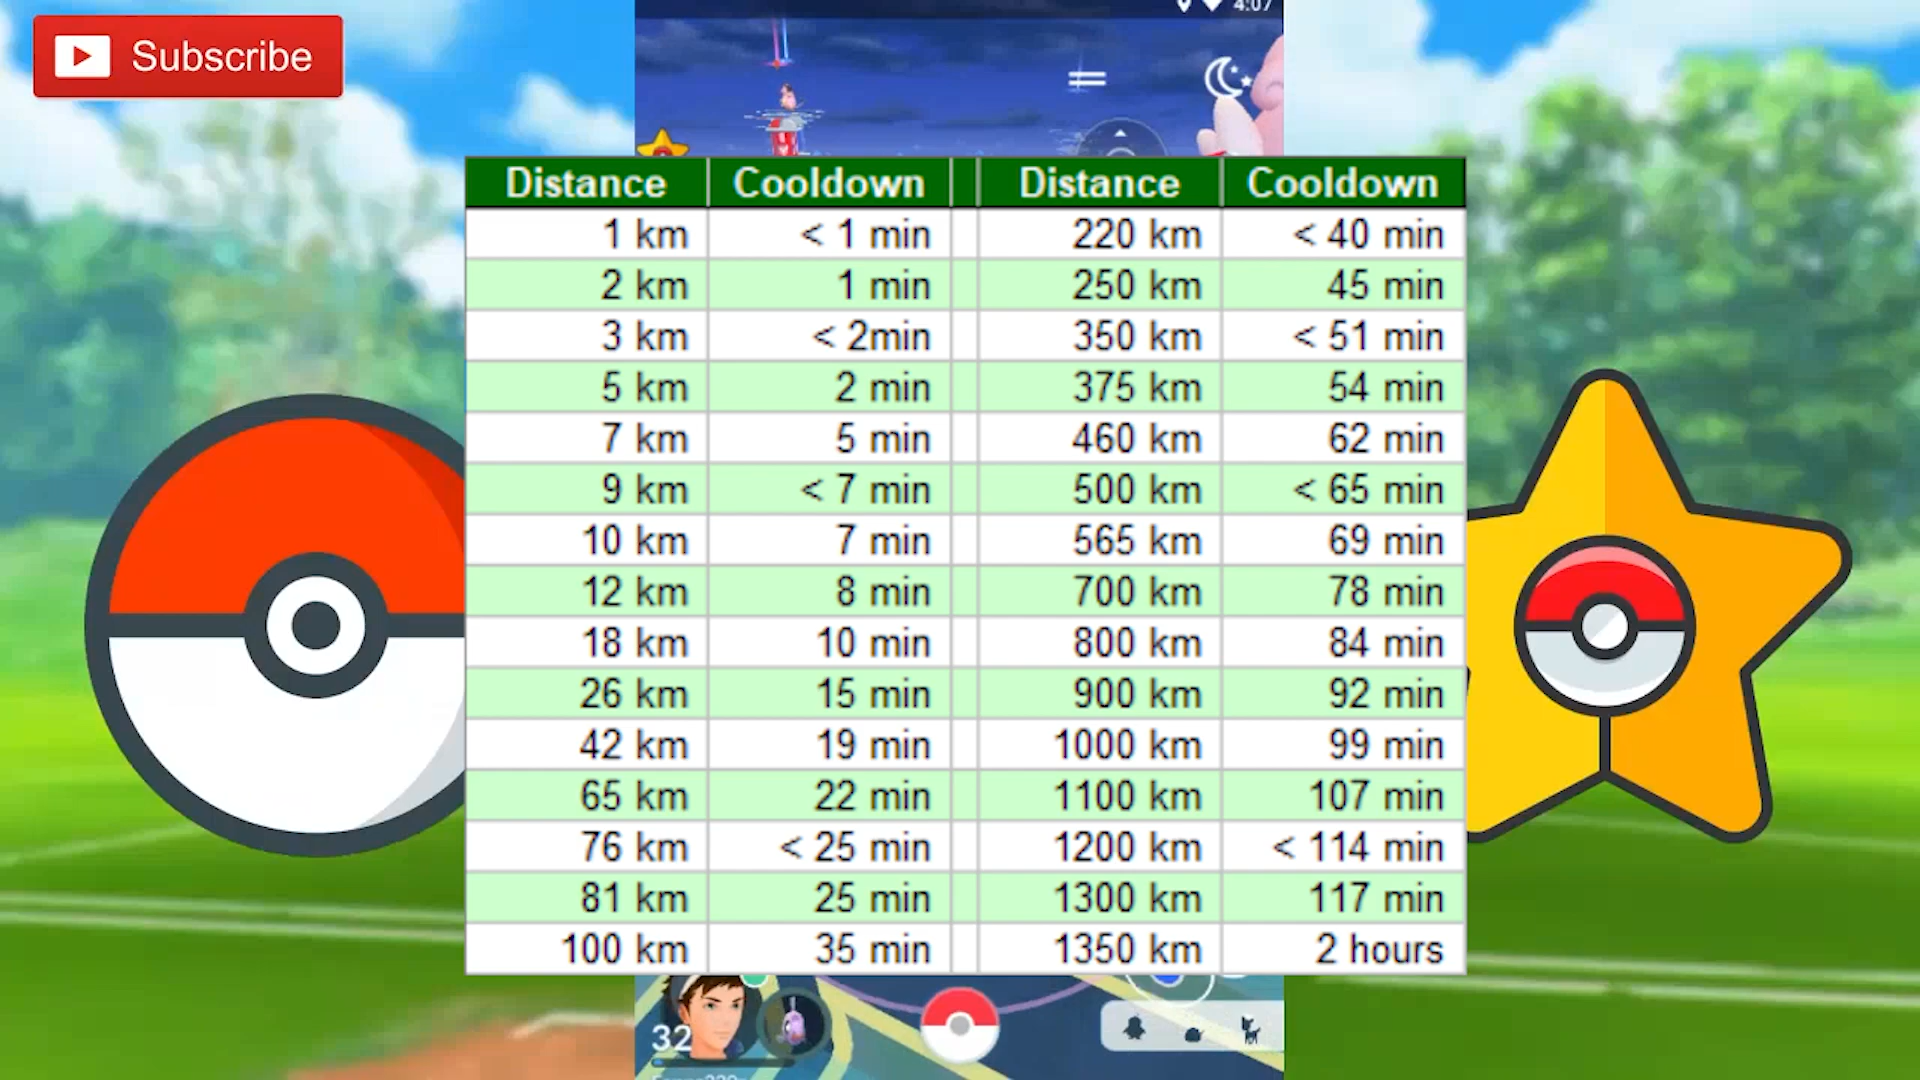 Subscribe
4:07
Distance Cooldown Distance Cooldown
1 km < 1 min 220 km < 40 min
2 km 1 min 250 km 45 min
3 km < 2min 350 km < 51 min
5 km 2 min 375 km 54 min
7 km 5 min 460 km 62 min
9 km < 7 min 500 km < 65 min
10 km 7 min 565 km 69 min
12 km 8 min 700 km 78 min
18 km 10 min 800 km 84 min
26 km 15 min 900 km 92 min
42 km 19 min 1000 km 99 min
65 km 22 min 1100 km 107 min
76 km < 25 min 1200 km < 114 min
81 km 25 min 1300 km 117 min
100 km 35 min 1350 km 2 hours
32